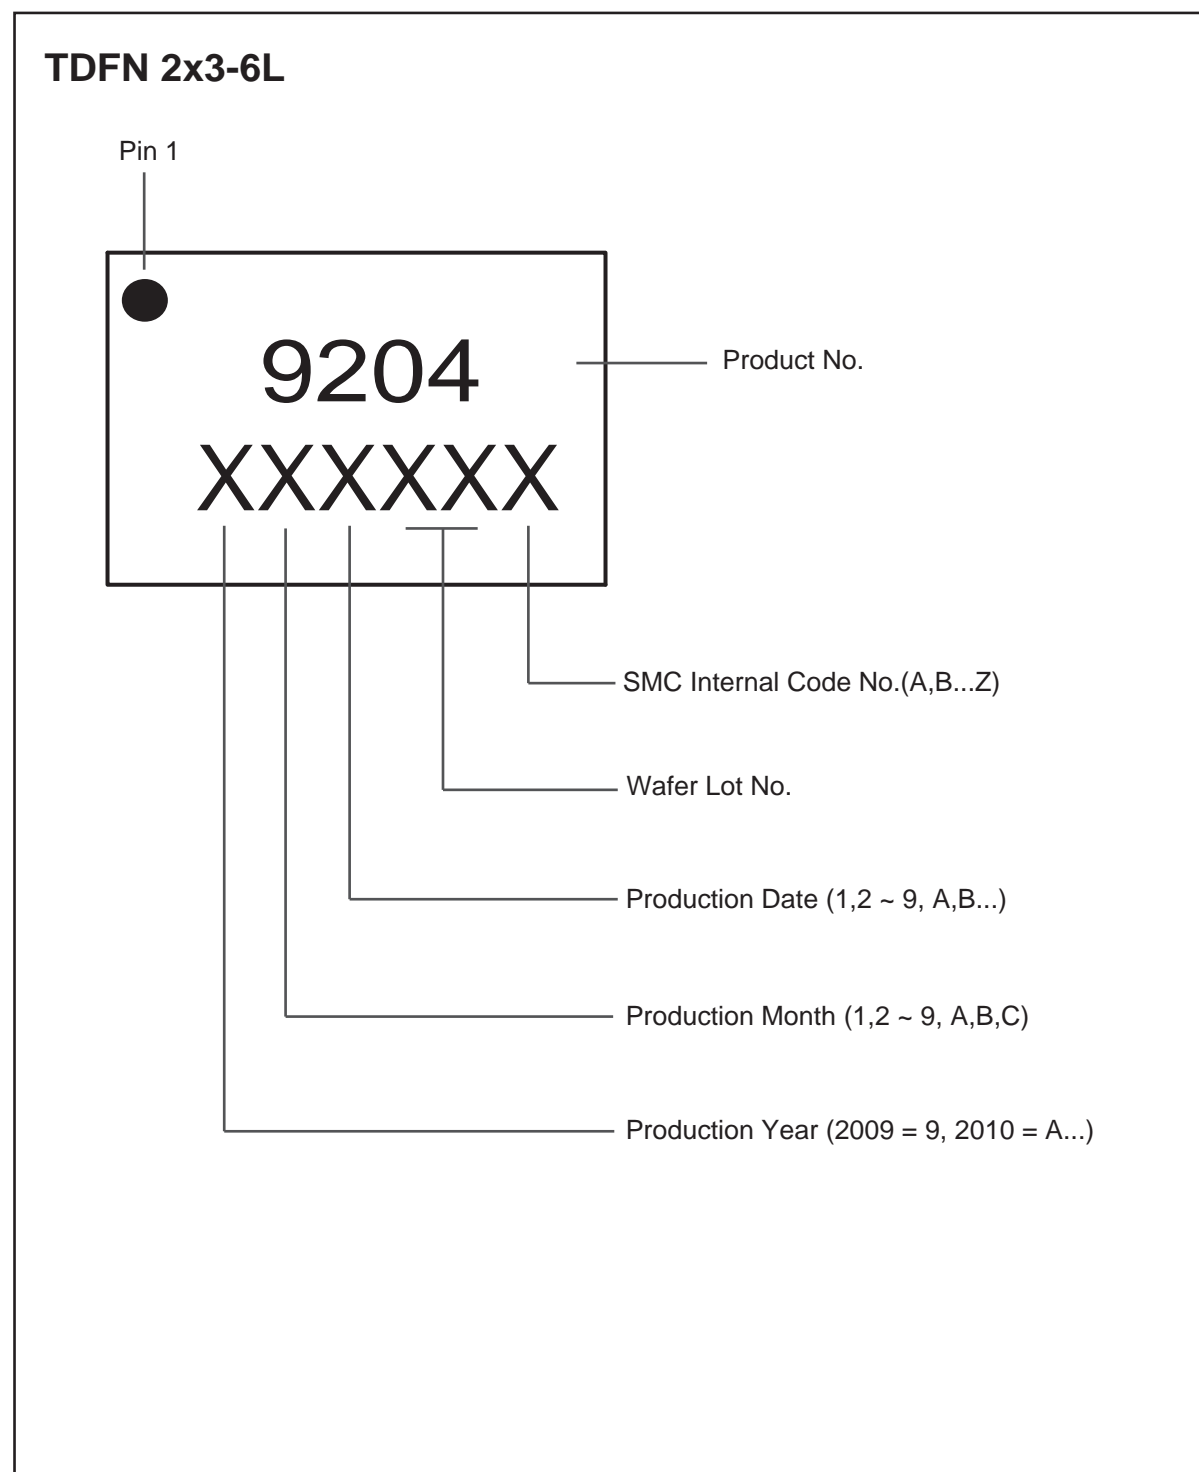 TDFN 2x3-6L
Pin 1
9204
Product No.
XXXXXX
SMC Internal Code No.(A,B...Z)
Wafer Lot No.
Production Date (1,2 ~ 9, A,B...)
Production Month (1,2 ~ 9, A,B,C)
Production Year (2009 = 9, 2010 = A...)